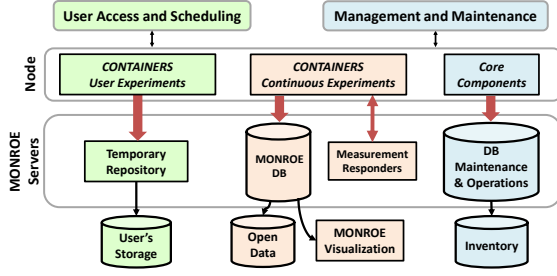 User Access and Scheduling
Management and Maintenance
Node
CONTAINERS
User Experiments
CONTAINERS
Continuous Experiments
Core
Components
MONROE
Servers
Temporary
Repository
MONROE
DB
Measurement
Responders
DB
Maintenance
& Operations
User's
Storage
Open
Data
MONROE
Visualization
Inventory